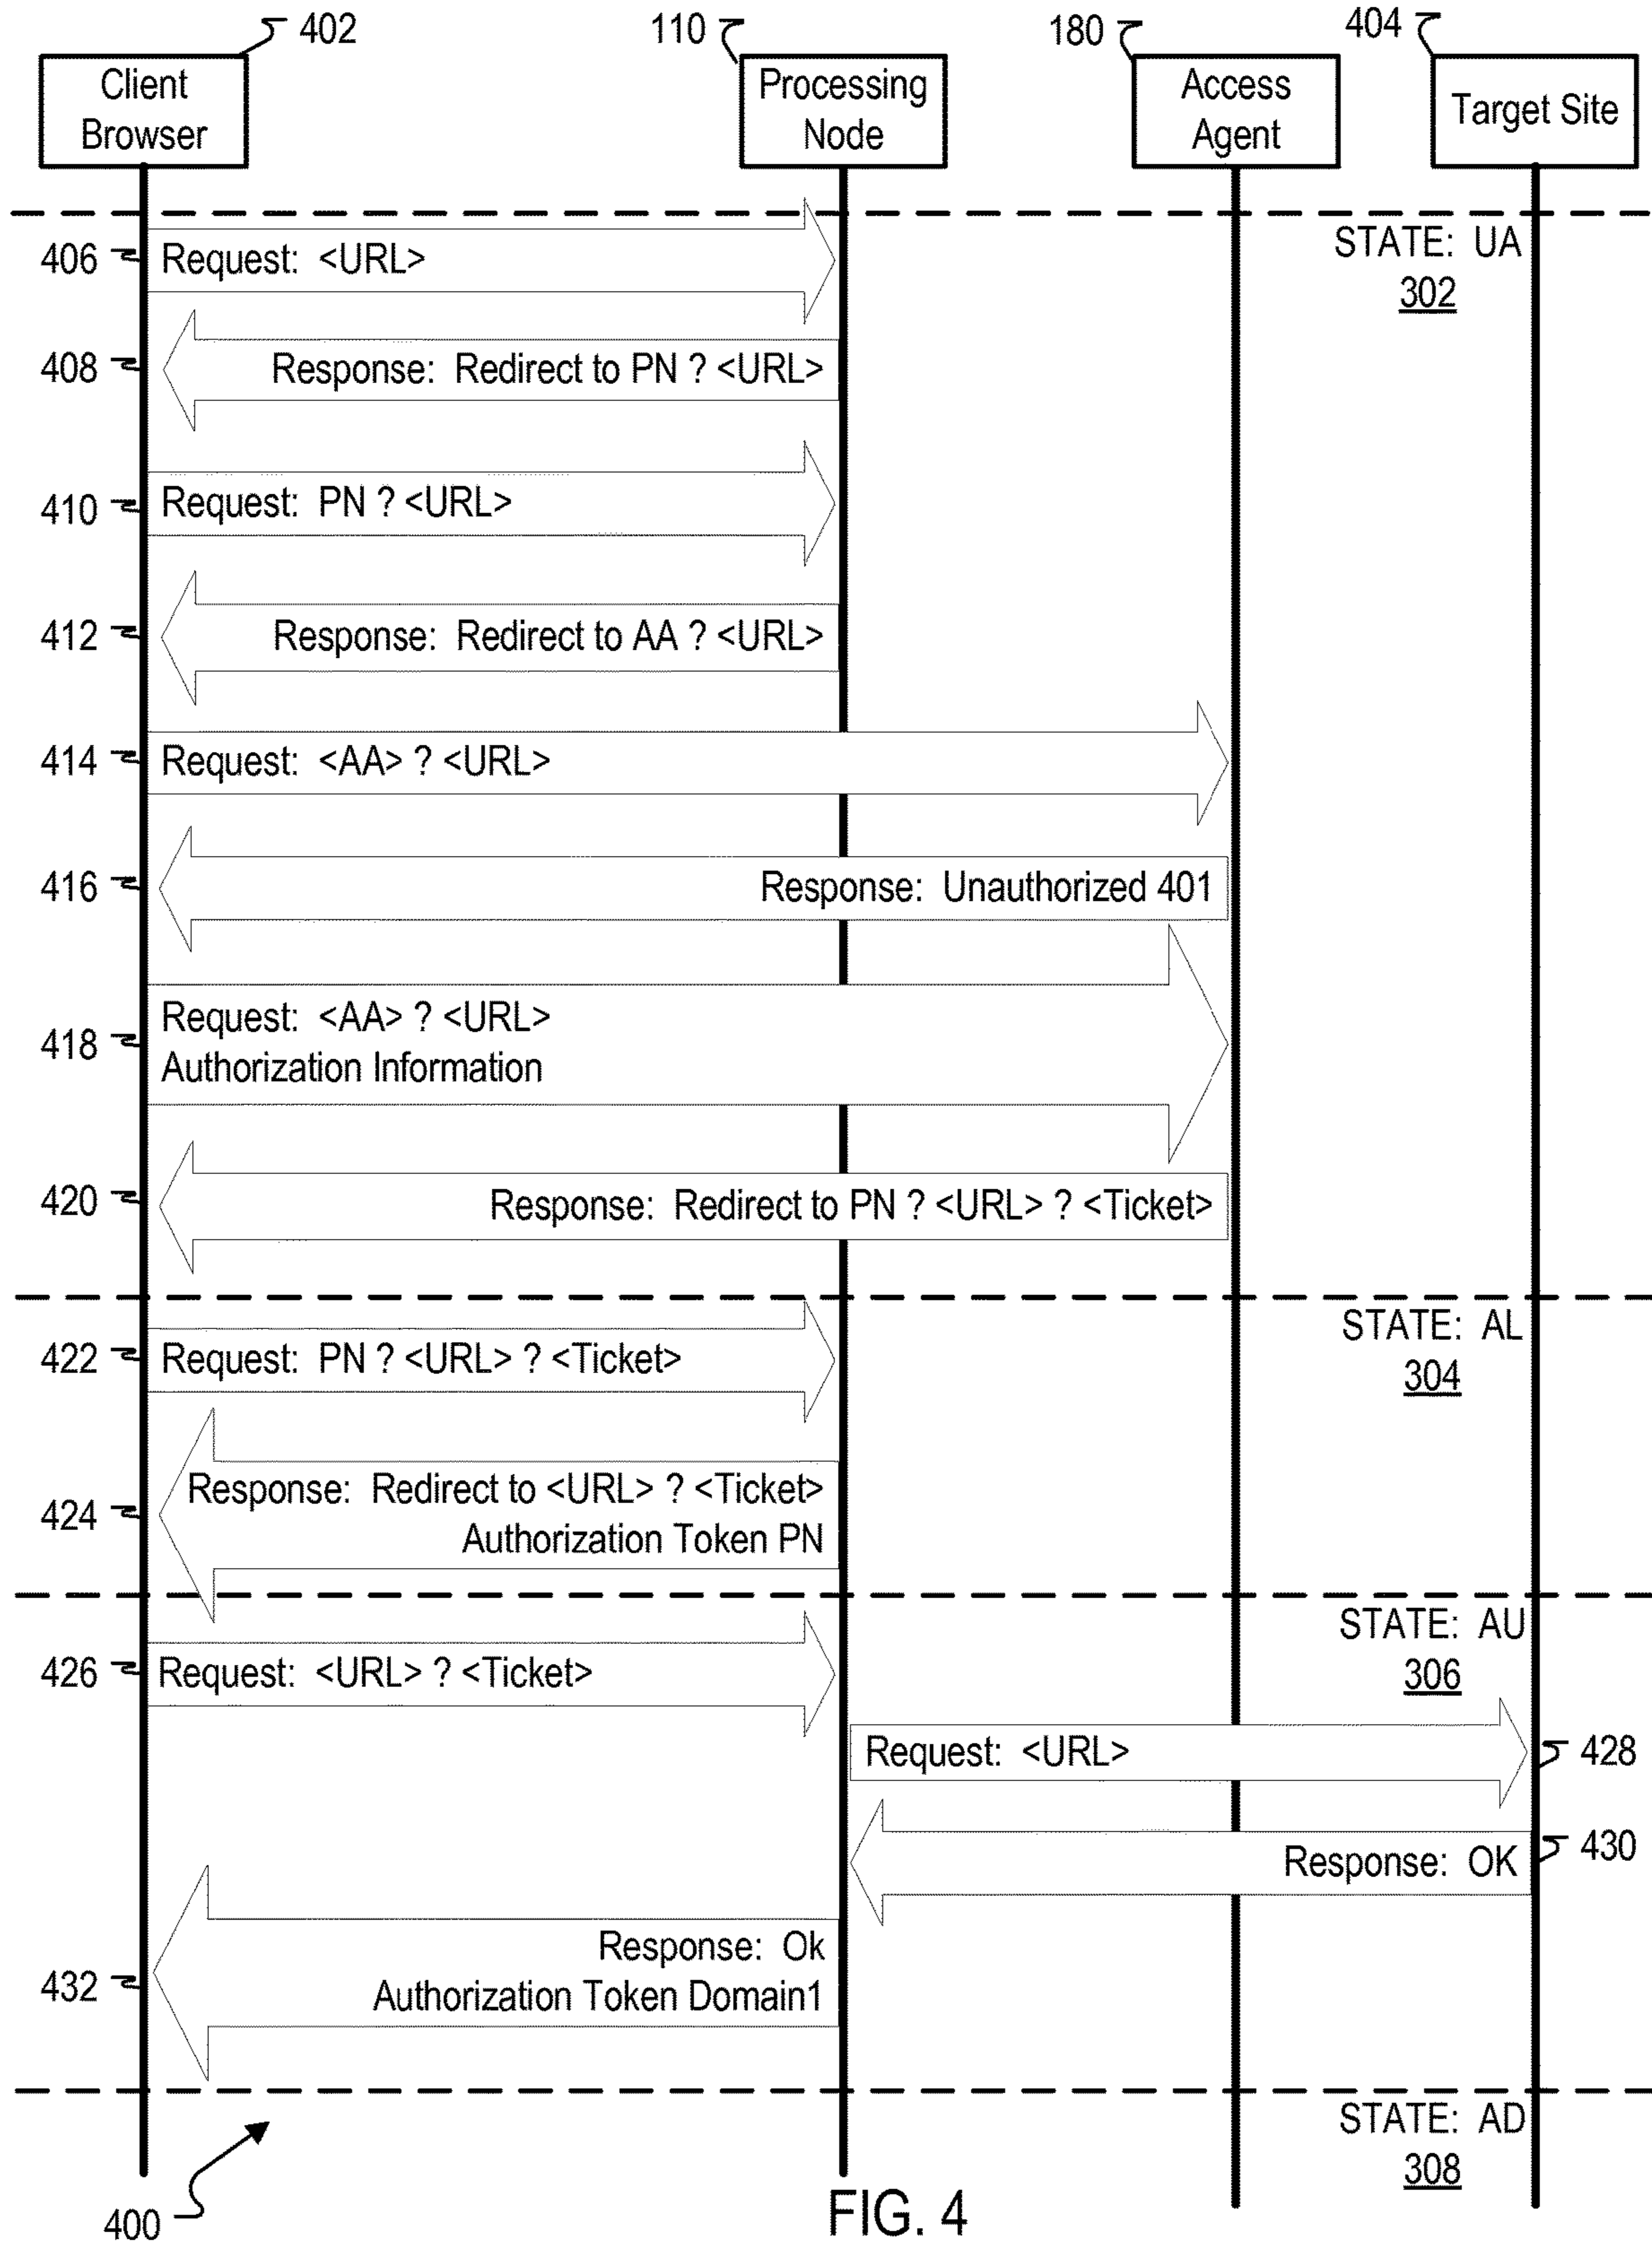 402
110
180
404
Client
Browser
Processing
Node
Access
Agent
Target Site
STATE: UA
302
406
Request: <URL>
408
Response: Redirect to PN ? <URL>
410
Request: PN ? <URL>
412
Response: Redirect to AA ? <URL>
414
Request: <AA> ? <URL>
416
Response: Unauthorized 401
418
Request: <AA> ? <URL>
Authorization Information
420
Response: Redirect to PN ? <URL> ? <Ticket>
STATE: AL
304
422
Request: PN ? <URL> ? <Ticket>
424
Response: Redirect to <URL> ? <Ticket>
Authorization Token PN
STATE: AU
306
426
Request: <URL> ? <Ticket>
Request: <URL>
428
Response: OK
430
432
Response: Ok
Authorization Token Domain1
STATE: AD
308
400
FIG. 4